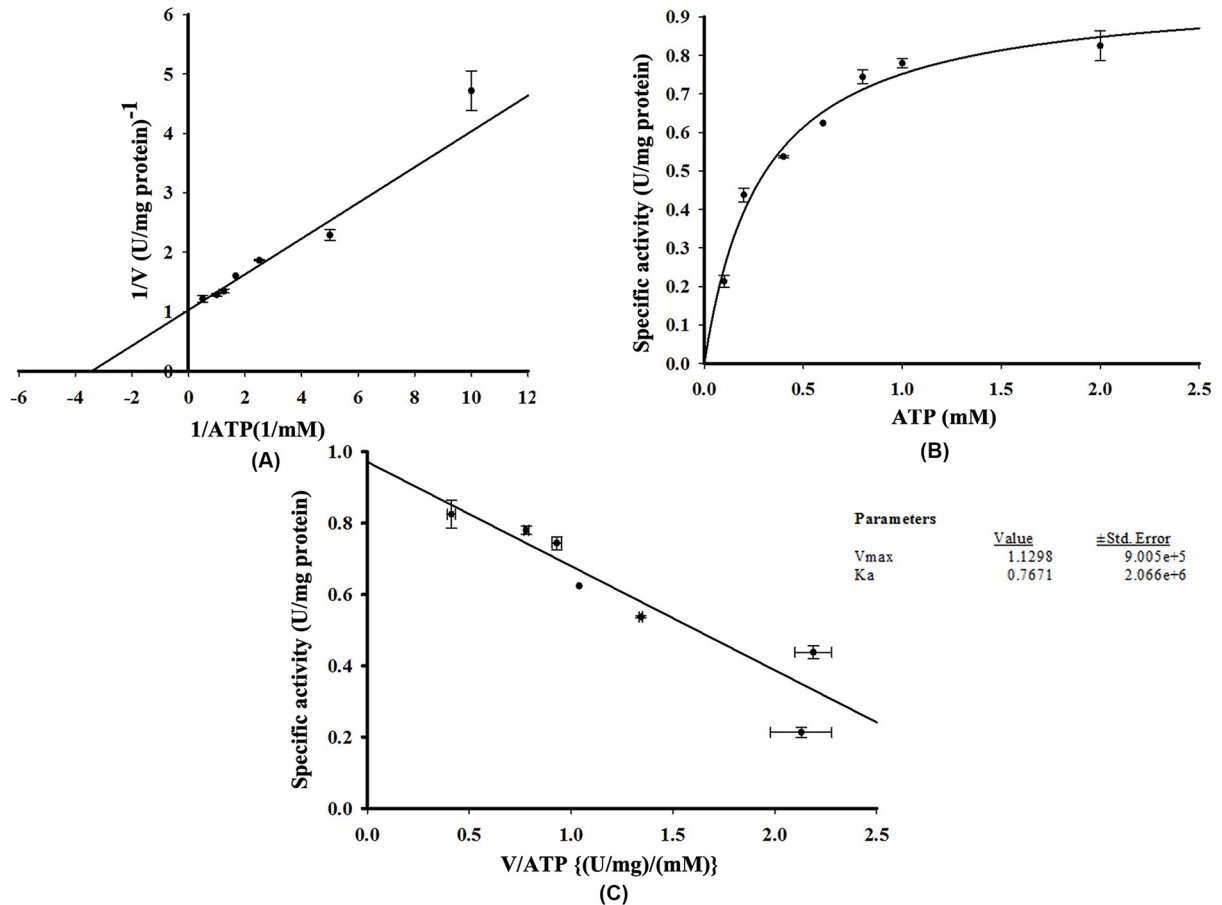 6
5
4
3
2
1
0
1/V (U/mg protein)-1
-6 -4 -2 0 2 4 6 8 10 12
1/ATP(1/mM)
(A)
0.9
0.8
0.7
0.6
0.5
0.4
0.3
0.2
0.1
0.0
Specific activity (U/mg protein)
0.0 0.5 1.0 1.5 2.0 2.5
ATP (mM)
(B)
1.0
0.8
0.6
0.4
0.2
0.0
Specific activity (U/mg protein)
0.0 0.5 1.0 1.5 2.0 2.5
V/ATP {(U/mg)/(mM)}
(C)
Parameters
Value ±Std. Error
Vmax 1.1298 9.005e+5
Ka 0.7671 2.066e+6